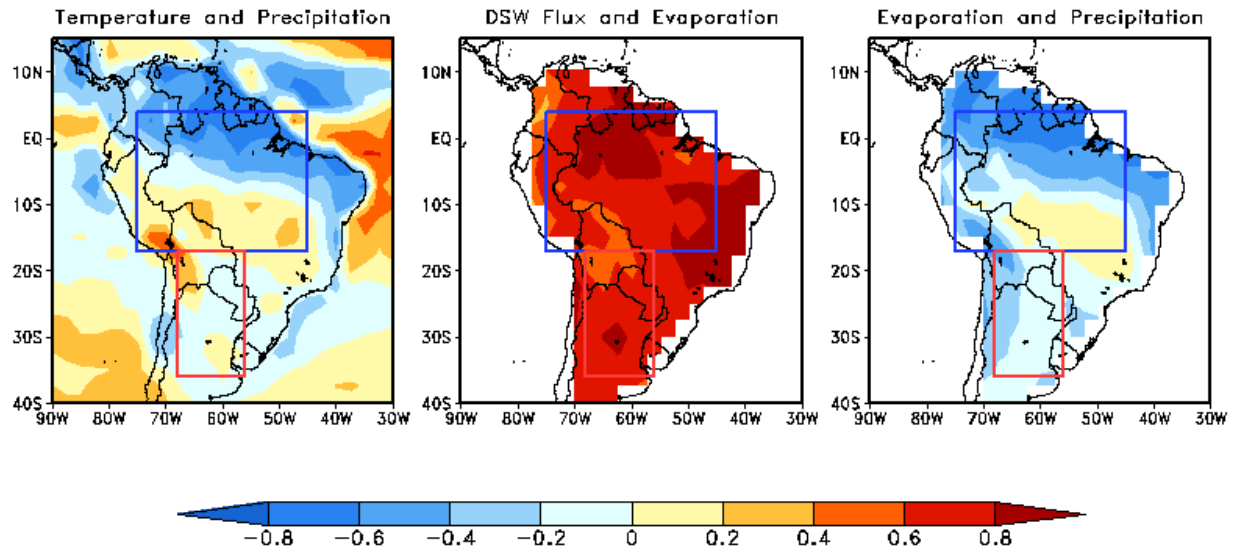 Temperature and Precipitation
DSW Flux and Evaporation
Evaporation and Precipitation
10N
EQ
10S
20S
30S
40S
90W 80W 70W 60W 50W 40W 30W
10N
EQ
10S
20S
30S
40S
90W 80W 70W 60W 50W 40W 30W
10N
EQ
10S
20S
30S
40S
90W 80W 70W 60W 50W 40W 30W
-0.8 -0.6 -0.4 -0.2 0 0.2 0.4 0.6 0.8